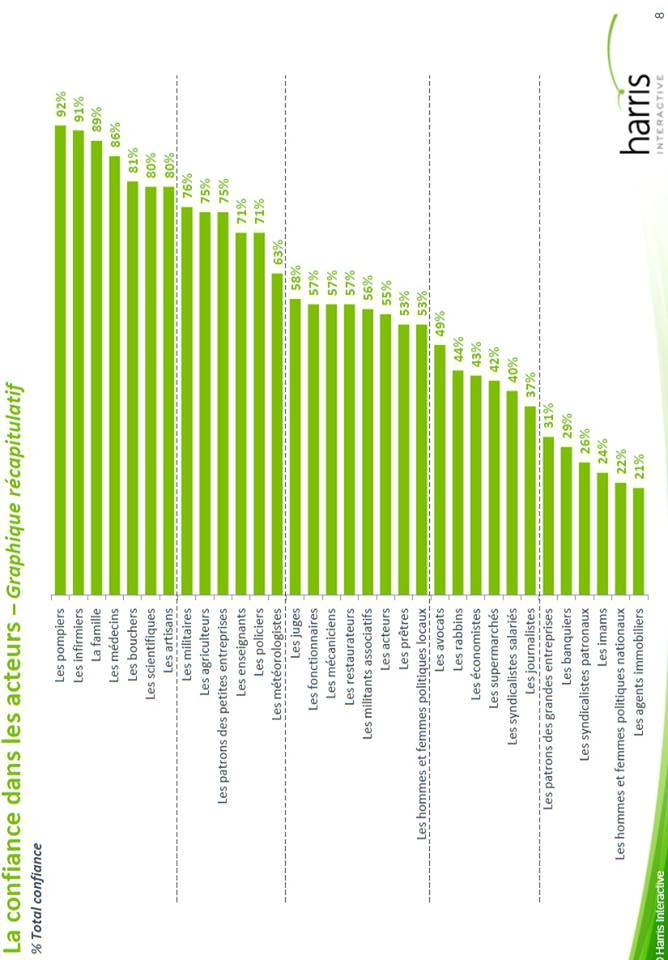 La confiance dans les acteurs – Graphique récapitulatif
% Total confiance
Les pompiers 92%
Les infirmiers 91%
La famille 89%
Les médecins 86%
Les bouchers 81%
Les scientifiques 80%
Les artisans 80%
Les militaires 76%
Les agriculteurs 75%
Les patrons des petites entreprises 75%
Les enseignants 71%
Les policiers 71%
Les météorologistes 63%
Les juges 58%
Les fonctionnaires 57%
Les mécaniciens 57%
Les restaurateurs 57%
Les militants associatifs 56%
Les acteurs 55%
Les prêtres 53%
Les hommes et femmes politiques locaux 53%
Les avocats 49%
Les rabbins 44%
Les économistes 43%
Les supermarchés 42%
Les syndicalistes salariés 40%
Les journalistes 37%
Les patrons des grandes entreprises 31%
Les banquiers 29%
Les syndicalistes patronaux 26%
Les imams 24%
Les hommes et femmes politiques nationaux 22%
Les agents immobiliers 21%
Harris Interactive
harris
INTERACTIVE
8